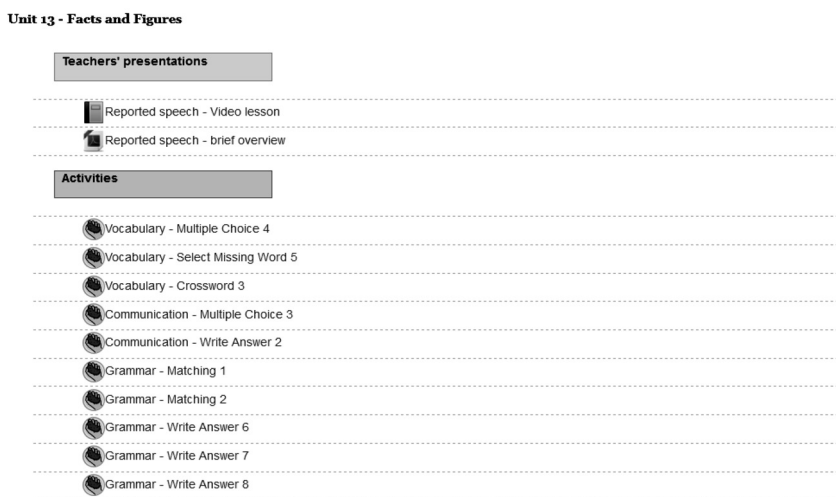 Unit 13 - Facts and Figures
Teachers' presentations
Reported speech - Video lesson
Reported speech - brief overview
Activities
Vocabulary - Multiple Choice 4
Vocabulary - Select Missing Word 5
Vocabulary - Crossword 3
Communication - Multiple Choice 3
Communication - Write Answer 2
Grammar - Matching 1
Grammar - Matching 2
Grammar - Write Answer 6
Grammar - Write Answer 7
Grammar - Write Answer 8